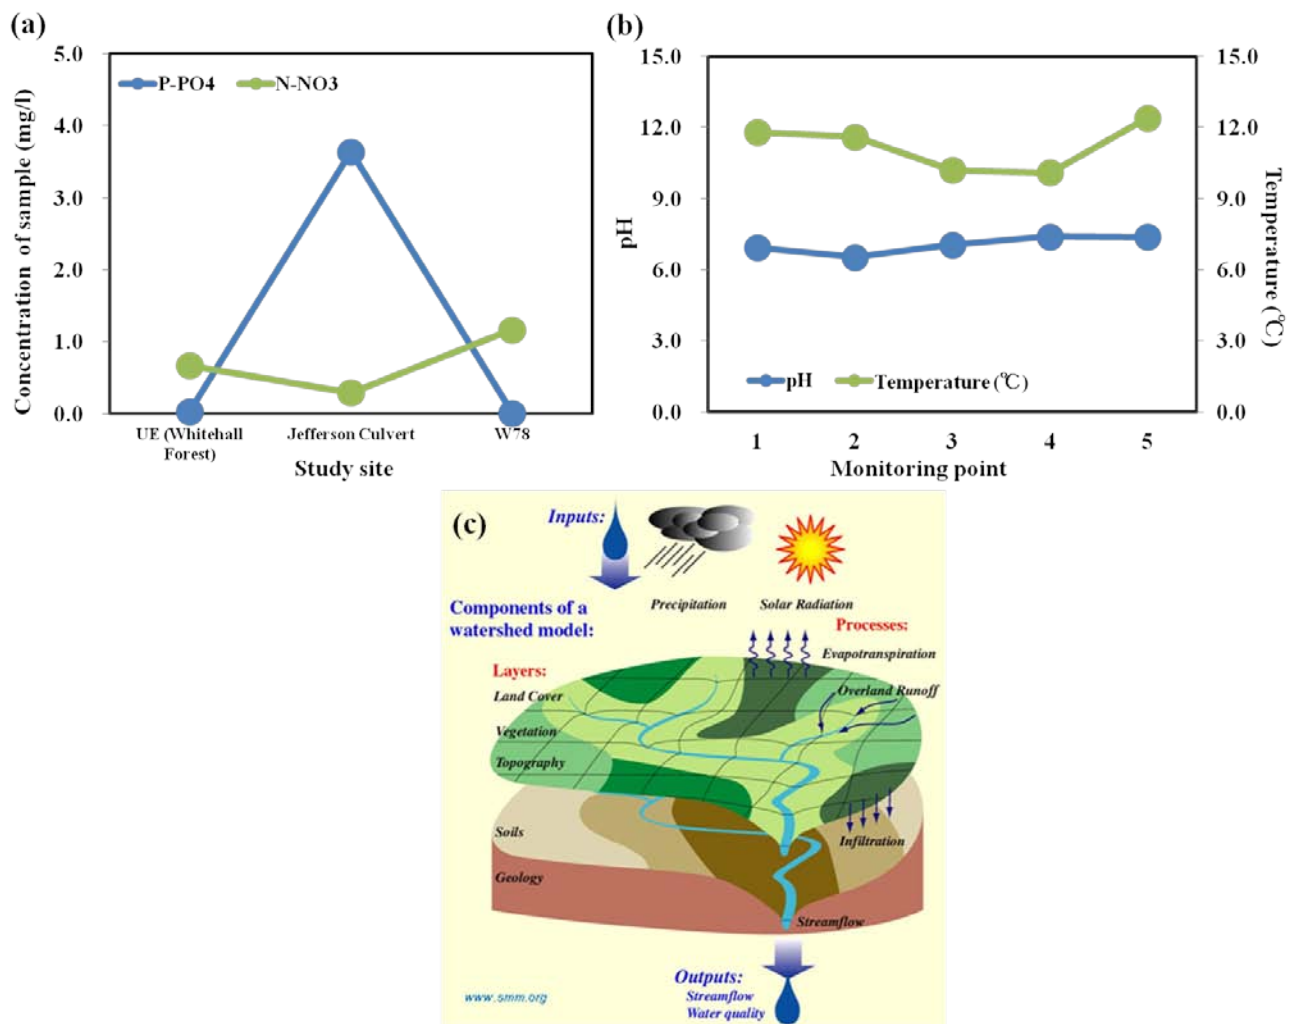 (a)
5.0
4.0
3.0
2.0
1.0
0.0
Concentration of sample (mg/l)
P-PO4
N-NO3
UE (Whitehall
Forest)
Jefferson Culvert
W78
Study site
(b)
15.0
12.0
9.0
6.0
3.0
0.0
pH
15.0
12.0
9.0
6.0
3.0
0.0
Temperature (℃)
pH
Temperature (℃)
1
2
3
4
5
Monitoring point
(c)
Inputs:
Precipitation
Solar Radiation
Components of a
watershed model:
Processes:
Evapotranspiration
Layers:
Land Cover
Overland Runoff
Vegetation
Topography
Soils
Infiltration
Geology
Streamflow
Outputs:
Streamflow
Water quality
www.smm.org